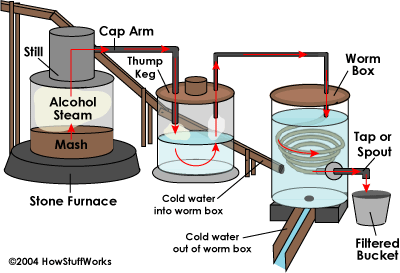 Cap Arm
Still
Thump
Keg
Worm
Box
Alcohol
Steam
Mash
Tap or
Spout
Stone Furnace
Cold water
into worm box
Cold water
out of worm box
Filtered
Bucket
©2004 HowStuffWorks